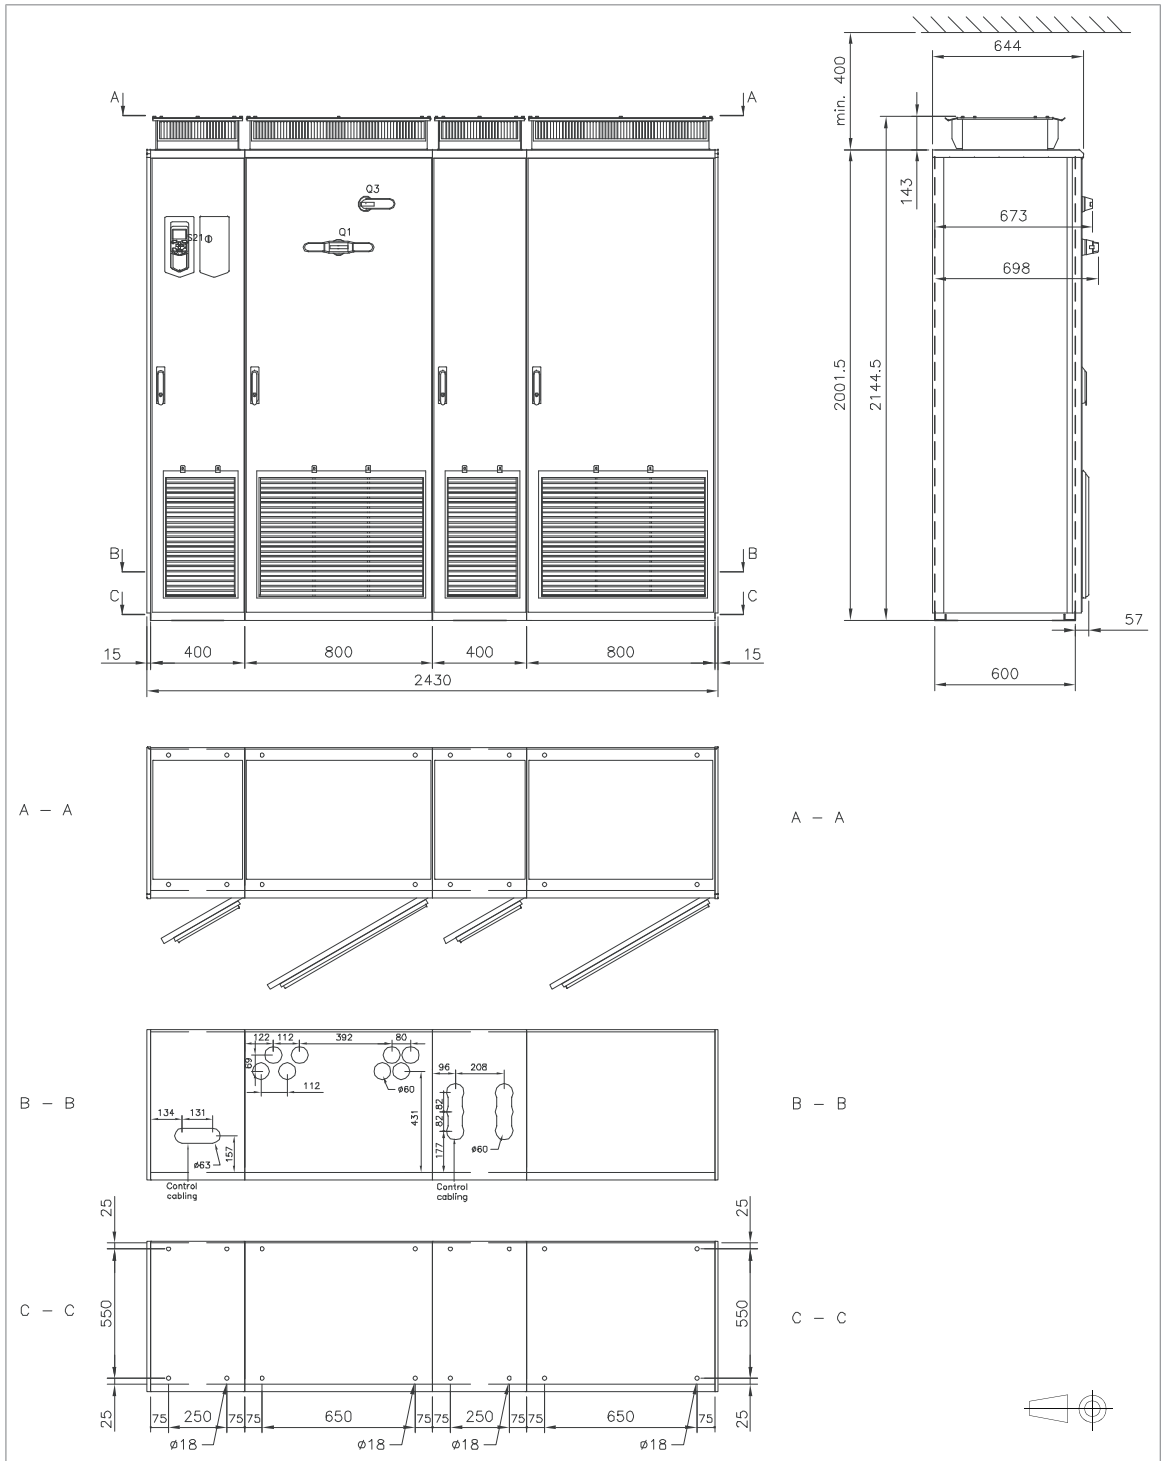 644
min. 400
A A
143
Q3
673
S21
Q1
698
2001.5
2144.5
B B
C C
57
15 400 800 400 800 15
600
2430
A - A
A - A
122 112 392 80
96 208
69
112
ø60
82
431
134 131
82
ø60
157
177
ø63
B - B
B - B
Control
cabling
Control
cabling
25 25
550 550
C - C
C - C
25 25
75 250 75 75 650 75 75 250 75 75 650 75
ø18 ø18 ø18 ø18